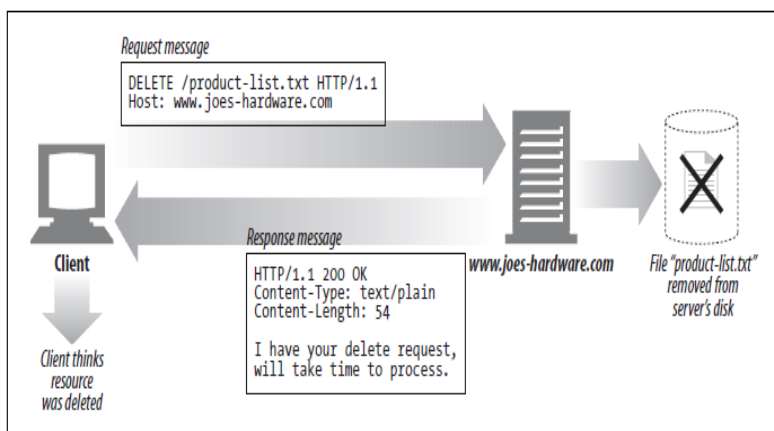 Request message
DELETE /product-list.txt HTTP/1.1
Host: www.joes-hardware.com
Client
Client thinks
resource
was deleted
Response message
HTTP/1.1 200 OK
Content-Type: text/plain
Content-Length: 54
I have your delete request,
will take time to process.
www.joes-hardware.com
File “product-list.txt”
removed from
server’s disk